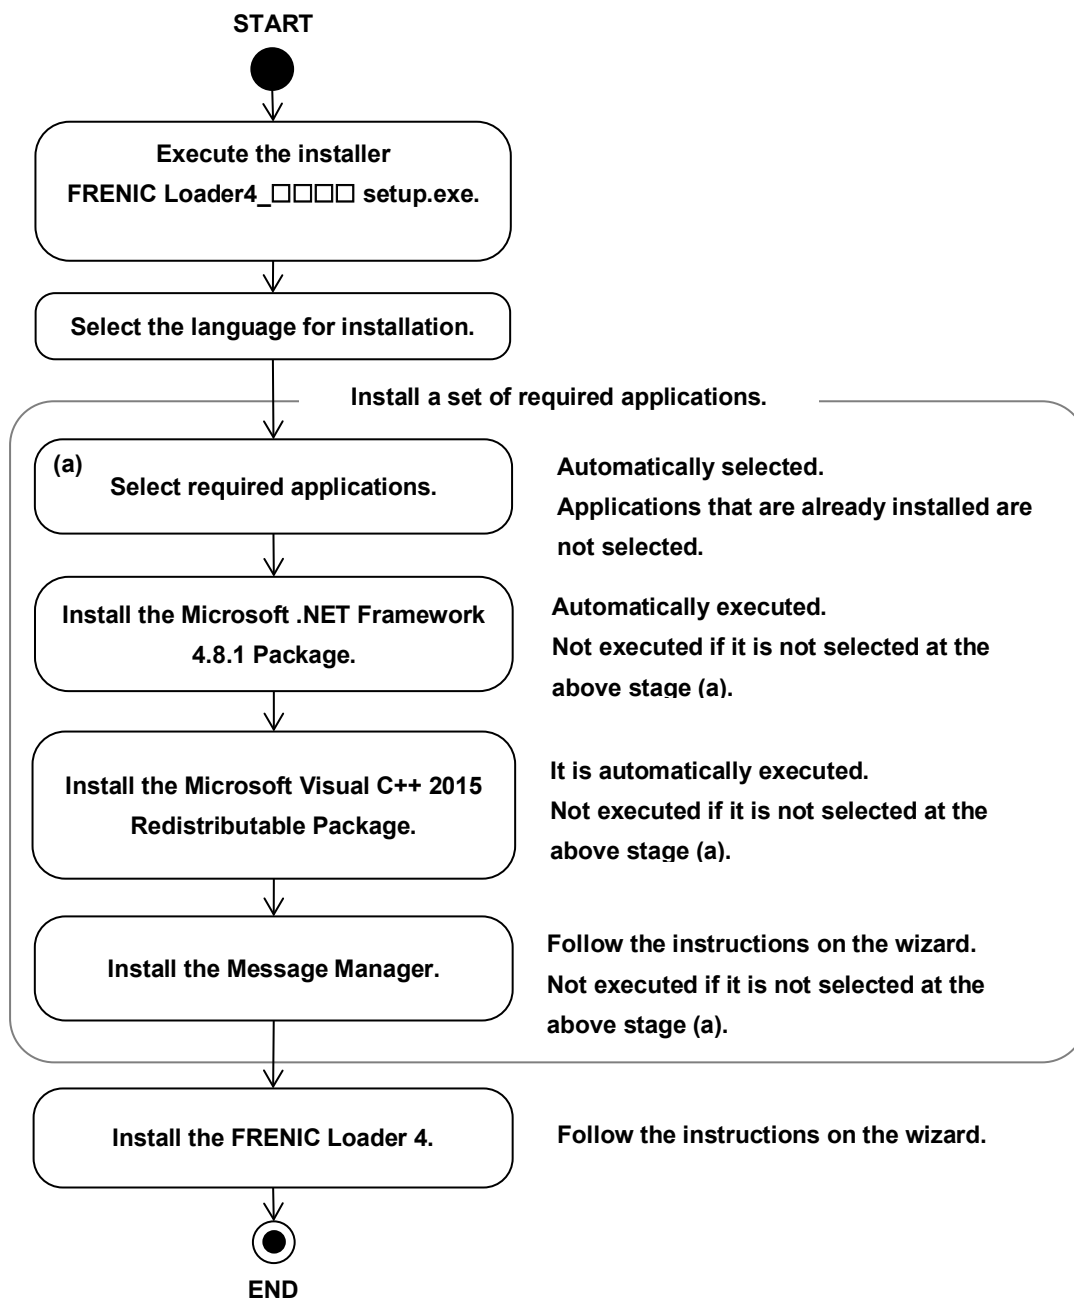 START
Execute the installer
FRENIC Loader4_□□□□ setup.exe.
Select the language for installation.
Install a set of required applications.
(a)
Select required applications.
Automatically selected.
Applications that are already installed are
not selected.
Install the Microsoft .NET Framework
4.8.1 Package.
Automatically executed.
Not executed if it is not selected at the
above stage (a).
Install the Microsoft Visual C++ 2015
Redistributable Package.
It is automatically executed.
Not executed if it is not selected at the
above stage (a).
Install the Message Manager.
Follow the instructions on the wizard.
Not executed if it is not selected at the
above stage (a).
Install the FRENIC Loader 4.
Follow the instructions on the wizard.
END